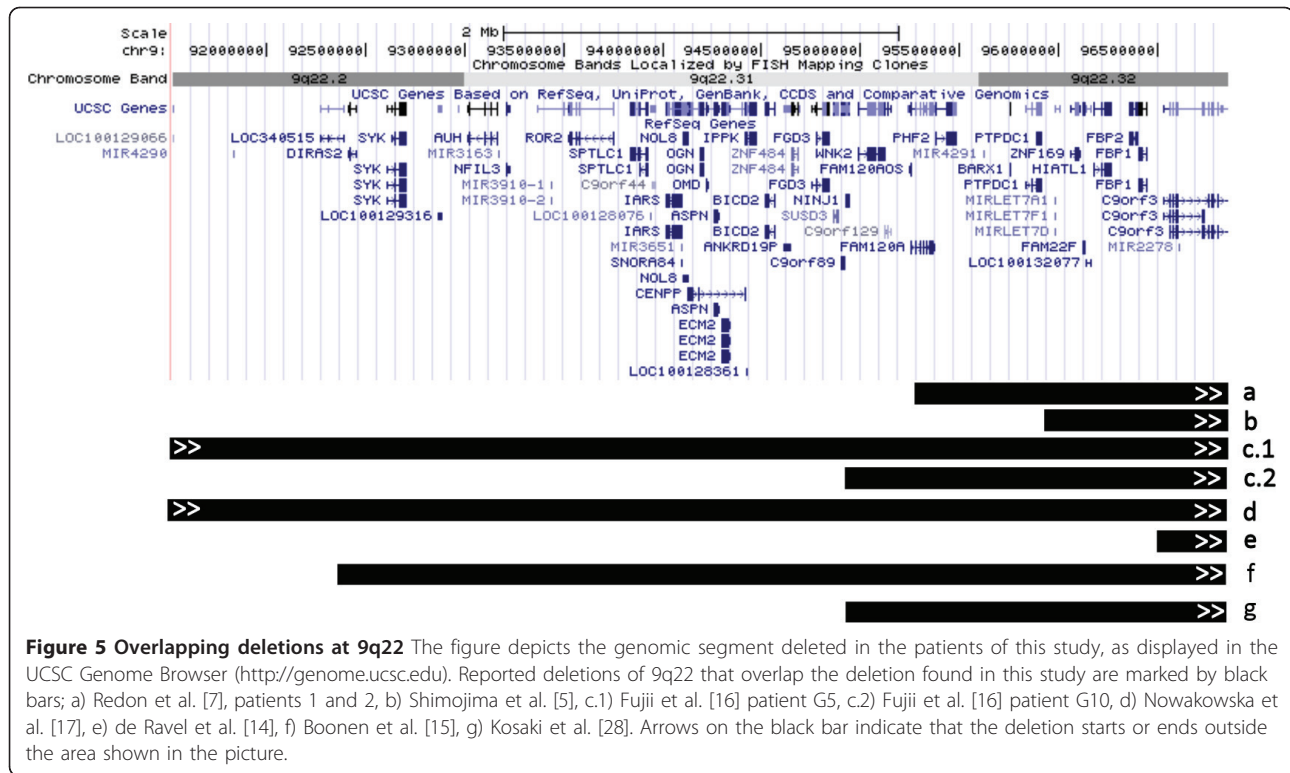 Scale 2 Mb
chr9: 92000000| 92500000| 93000000| 93500000| 94000000| 94500000| 95000000| 95500000| 96000000| 96500000|
Chromosome Bands Localized by FISH Mapping Clones
Chromosome Band 9q22.2 9q22.31 9q22.32
UCSC Genes Based on RefSeq, UniProt, GenBank, CCDS and Comparative Genomics
UCSC Genes
RefSeq Genes
LOC100129066 LOC340515 SYK AUH ROR2 NOL8 IPPK FGD3 PHF2 PTPDC1 FBP2
MIR4290 DIRAS2 MIR3163 SPTLC1 OGN ZNF484 WNK2 MIR4291 ZNF169 FBP1
SYK NFIL3 SPTLC1 OGN ZNF484 FAM120AOS BARX1 HIATL1
SYK MIR3910-1 C9orf44 OMD FGD3 PTPDC1 FBP1
SYK MIR3910-2 IARS BICD2 NINJ1 MIRLET7A1 C9orf3
LOC100129316 LOC100128076 ASPN SUSD3 MIRLET7F1 C9orf3
IARS BICD2 C9orf129 MIRLET7D C9orf3
MIR3651 ANKRD19P FAM120A FAM22F MIR2278
SNORA84 C9orf89 LOC100132077
NOL8
CENPP
ASPN
ECM2
ECM2
ECM2
LOC100128361
>> a
>> b
>> >> c.1
>> c.2
>> >> d
>> e
>> f
>> g
Figure 5 Overlapping deletions at 9q22 The figure depicts the genomic segment deleted in the patients of this study, as displayed in the
UCSC Genome Browser (http://genome.ucsc.edu). Reported deletions of 9q22 that overlap the deletion found in this study are marked by black
bars; a) Redon et al. [7], patients 1 and 2, b) Shimojima et al. [5], c.1) Fujii et al. [16] patient G5, c.2) Fujii et al. [16] patient G10, d) Nowakowska et
al. [17], e) de Ravel et al. [14], f) Boonen et al. [15], g) Kosaki et al. [28]. Arrows on the black bar indicate that the deletion starts or ends outside
the area shown in the picture.